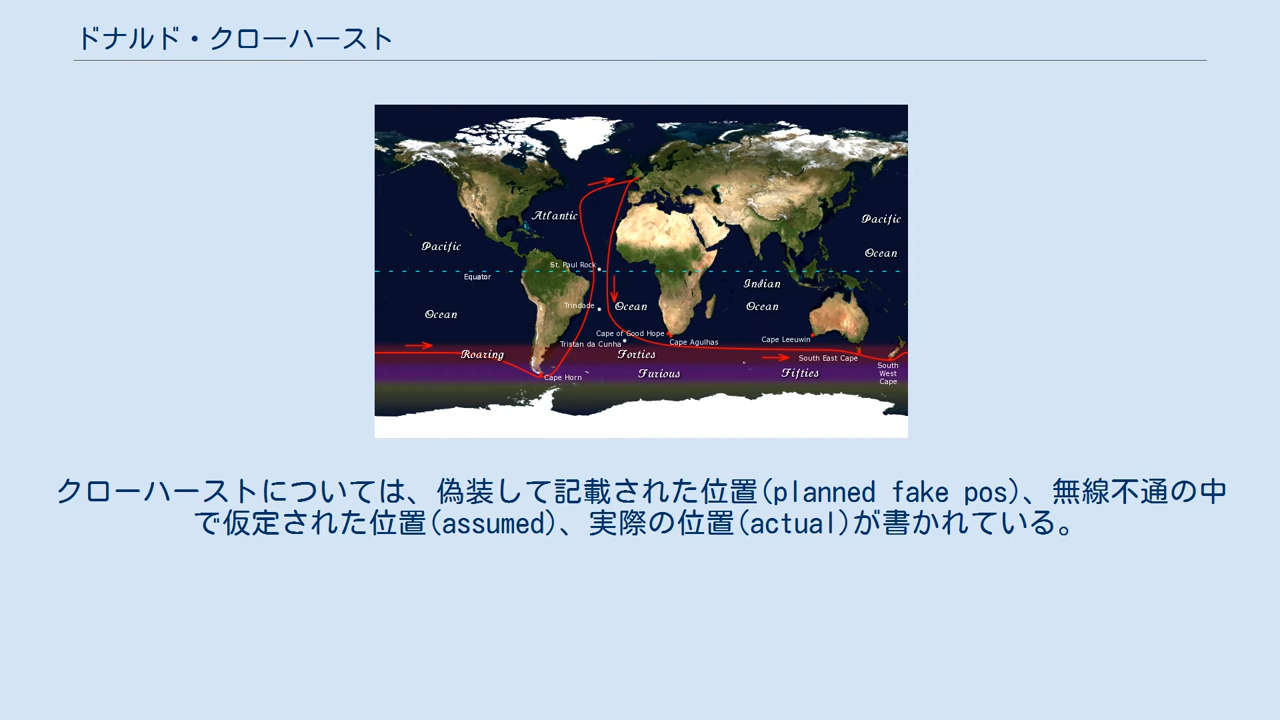 ドナルド・クローハースト
Atlantic
Pacific
Pacific
Ocean
St. Paul Rock
Equator
Indian
Ocean
Trindade
Ocean
Ocean
Cape of Good Hope
Tristan da Cunha
Cape Agulhas
Cape Leeuwin
Roaring
Forties
South East Cape
South
West
Cape
Cape Horn
Furious
Fifties
クローハーストについては、偽装して記載された位置(planned fake pos)、無線不通の中
で仮定された位置(assumed)、実際の位置(actual)が書かれている。